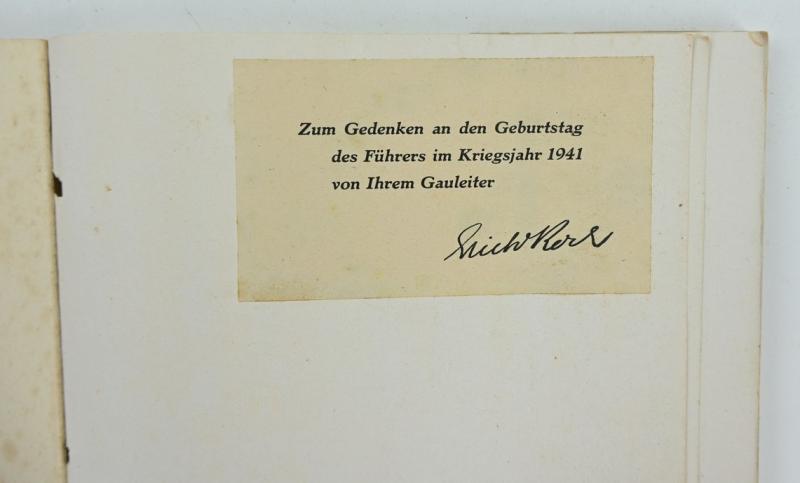 Zum Gedenken an den Geburtstag
des Führers im Kriegsjahr 1941
von Ihrem Gauleiter
Erich Koch